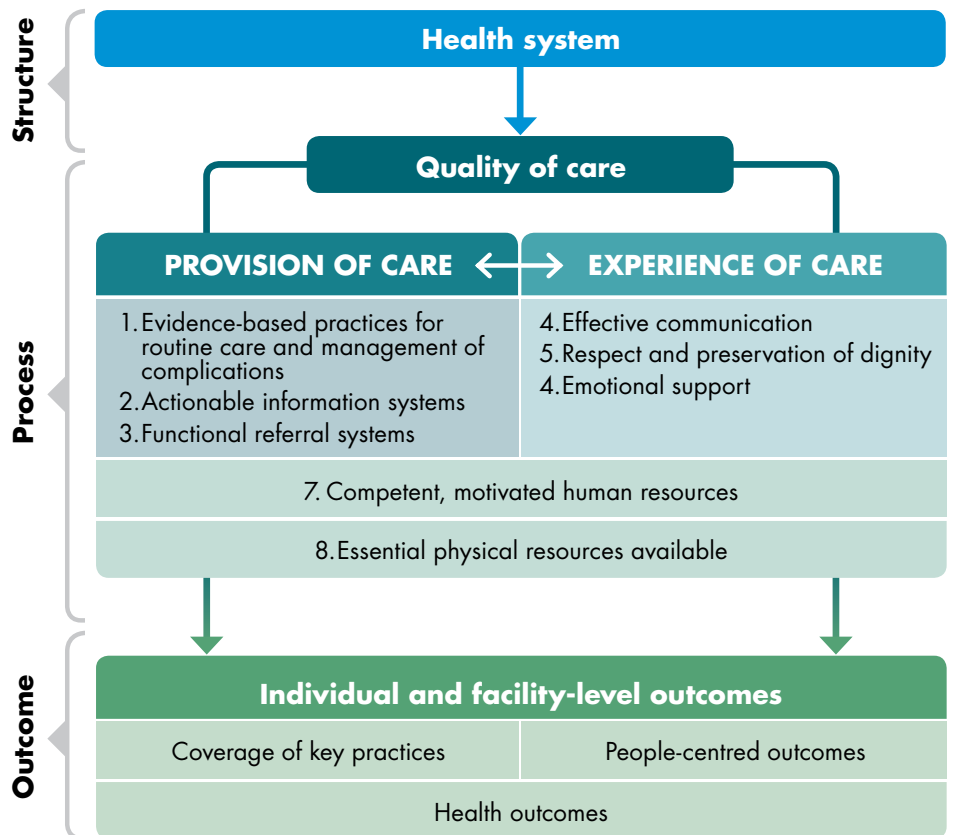 Structure
Health system
Process
Quality of care
PROVISION OF CARE
EXPERIENCE OF CARE
1. Evidence-based practices for
routine care and management of
complications
2. Actionable information systems
3. Functional referral systems
4. Effective communication
5. Respect and preservation of dignity
4. Emotional support
7. Competent, motivated human resources
8. Essential physical resources available
Outcome
Individual and facility-level outcomes
Coverage of key practices
People-centred outcomes
Health outcomes